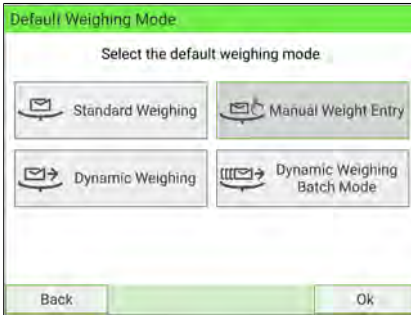 Default Weighing Mode
Select the default weighing mode
Standard Weighing
Manual Weight Entry
Dynamic Weighing
Dynamic Weighing
Batch Mode
Back
Ok